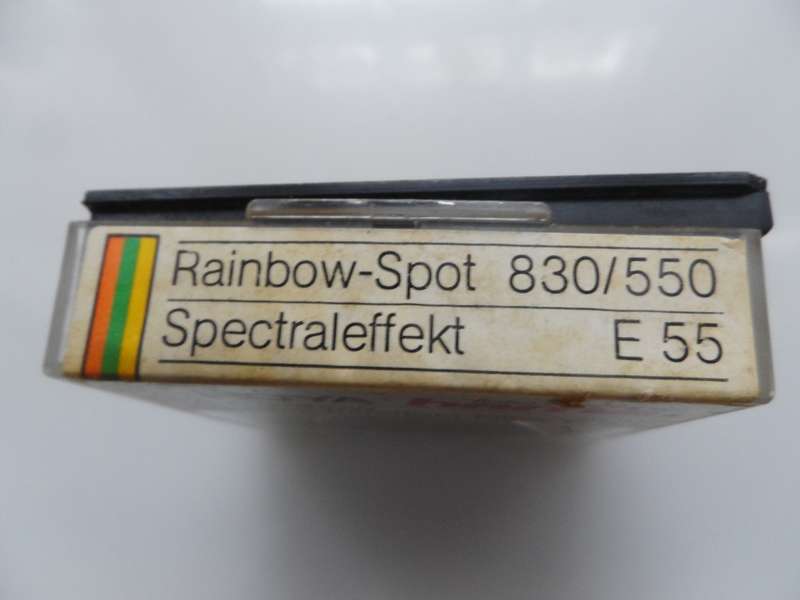 Rainbow-Spot 830/550
Spectraleffekt E 55